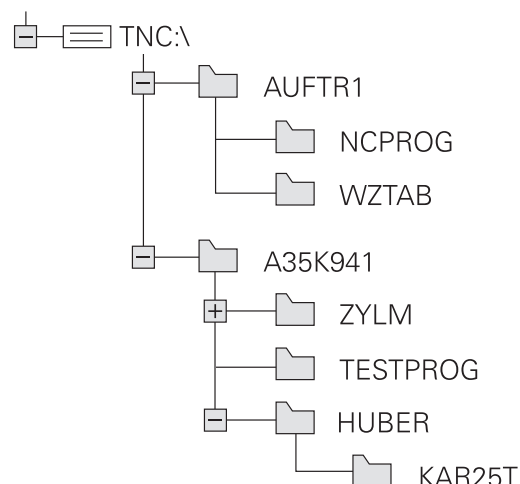 TNC:\
AUFTR1
NCPROG
WZTAB
A35K941
ZYLM
TESTPROG
HUBER
KAR25T